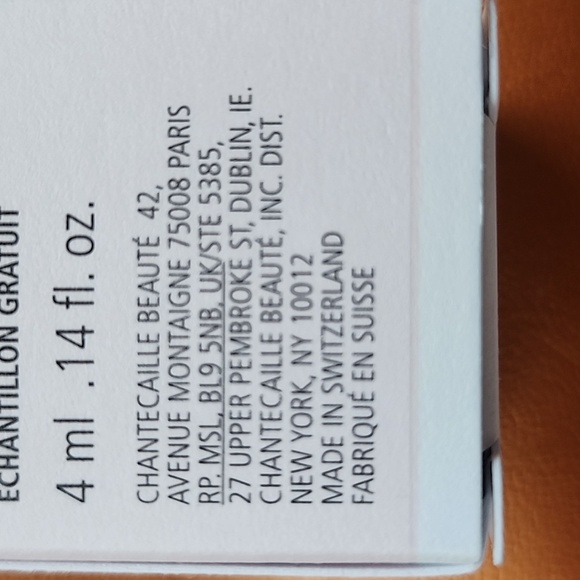 ÉCHANTILLON GRATUIT
4 ml .14 fl. oz.
CHANTECAILLE BEAUTÉ 42,
AVENUE MONTAIGNE 75008 PARIS
RP. MSL, BL9 5NB, UK/STE 5385,
27 UPPER PEMBROKE ST, DUBLIN, IE.
CHANTECAILLE BEAUTÉ, INC. DIST.
NEW YORK, NY 10012
MADE IN SWITZERLAND
FABRIQUÉ EN SUISSE